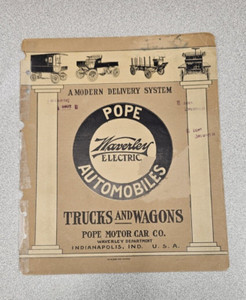 A MODERN DELIVERY SYSTEM
POPE
Waverley
ELECTRIC
AUTOMOBILES
TRUCKS AND WAGONS
POPE MOTOR CAR CO.
WAVERLEY DEPARTMENT
INDIANAPOLIS, IND. U. S. A.